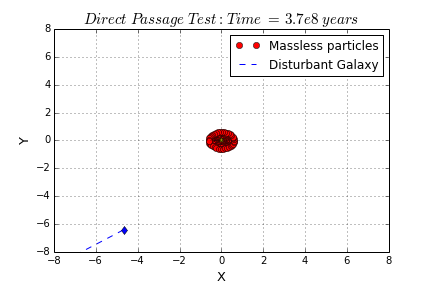 Direct Passage Test: Time = 3.7e8 years
8
Massless particles
6
Disturbant Galaxy
4
2
Y
0
−2
−4
−6
−8
−8 −6 −4 −2 0 2 4 6 8
X